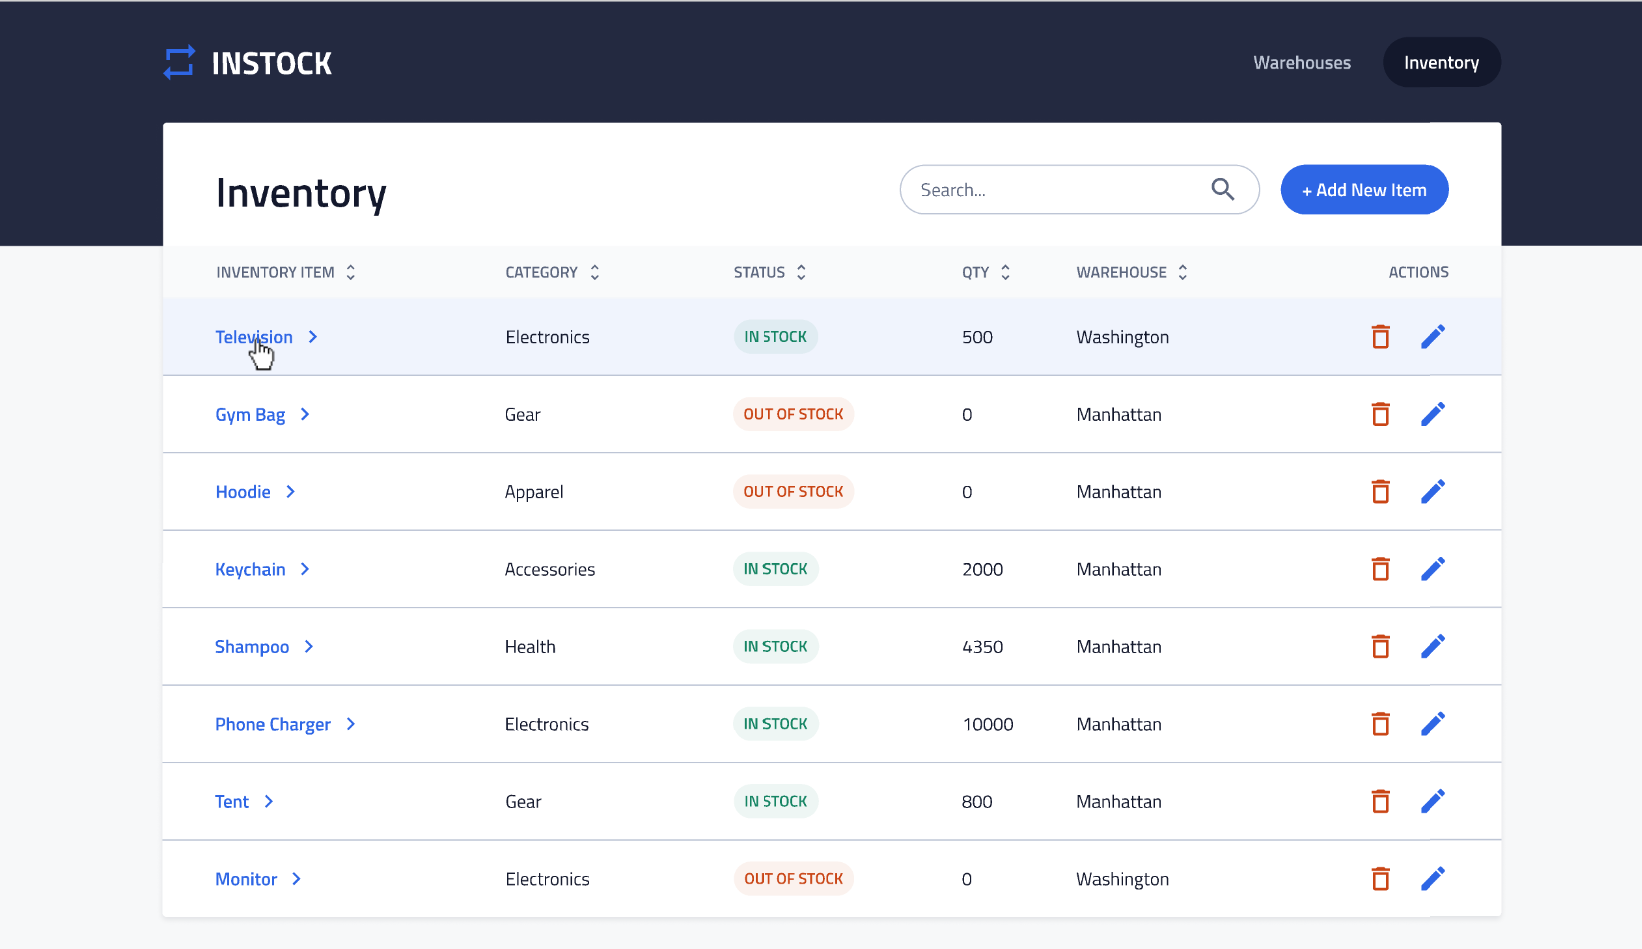 INSTOCK Warehouses Inventory
Inventory Search... + Add New Item
INVENTORY ITEM CATEGORY STATUS QTY WAREHOUSE ACTIONS
Television Electronics IN STOCK 500 Washington
Gym Bag Gear OUT OF STOCK 0 Manhattan
Hoodie Apparel OUT OF STOCK 0 Manhattan
Keychain Accessories IN STOCK 2000 Manhattan
Shampoo Health IN STOCK 4350 Manhattan
Phone Charger Electronics IN STOCK 10000 Manhattan
Tent Gear IN STOCK 800 Manhattan
Monitor Electronics OUT OF STOCK 0 Washington